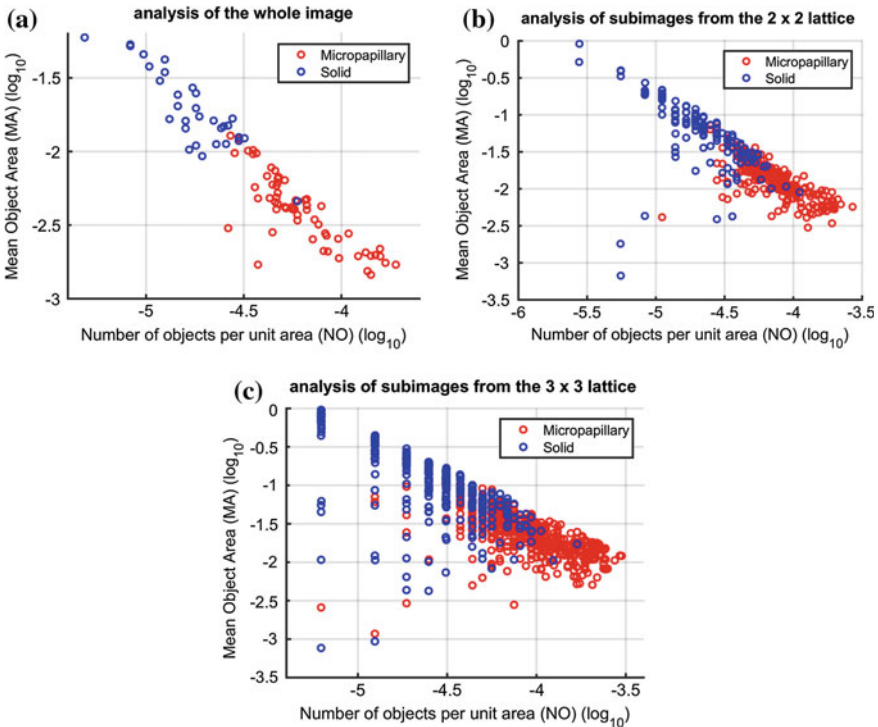 (a)
analysis of the whole image
Mean Object Area (MA) (log10)
-1.5
-2
-2.5
-3
Micropapillary
Solid
-5
-4.5
-4
Number of objects per unit area (NO) (log10)
(b)
analysis of subimages from the 2 x 2 lattice
Mean Object Area (MA) (log10)
0
-0.5
-1
-1.5
-2
-2.5
-3
-3.5
Micropapillary
Solid
-6
-5.5
-5
-4.5
-4
-3.5
Number of objects per unit area (NO) (log10)
(c)
analysis of subimages from the 3 x 3 lattice
Mean Object Area (MA) (log10)
0
-0.5
-1
-1.5
-2
-2.5
-3
-3.5
Micropapillary
Solid
-5
-4.5
-4
-3.5
Number of objects per unit area (NO) (log10)